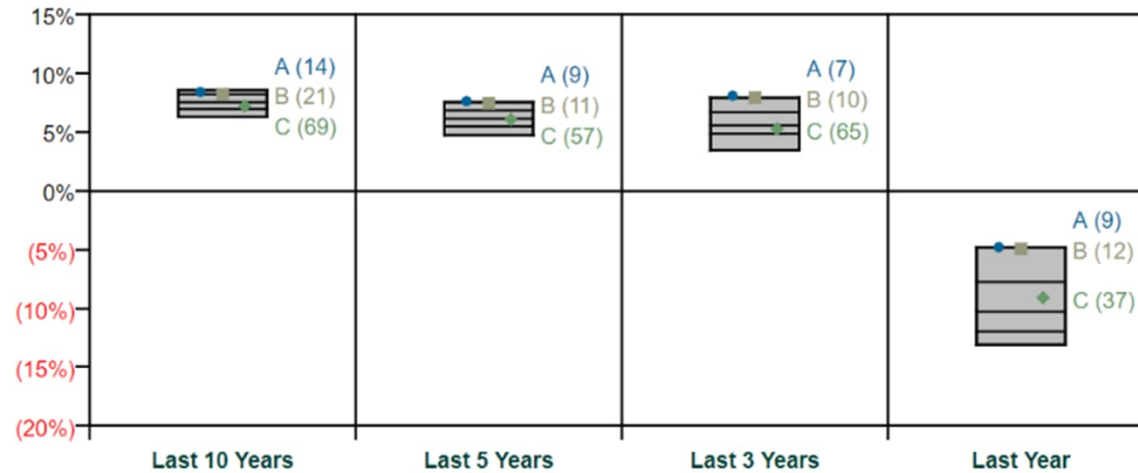 15%
10%
5%
0%
(5%)
(10%)
(15%)
(20%)
A (14)
B (21)
C (69)
A (9)
B (11)
C (57)
A (7)
B (10)
C (65)
A (9)
B (12)
C (37)
Last 10 Years
Last 5 Years
Last 3 Years
Last Year